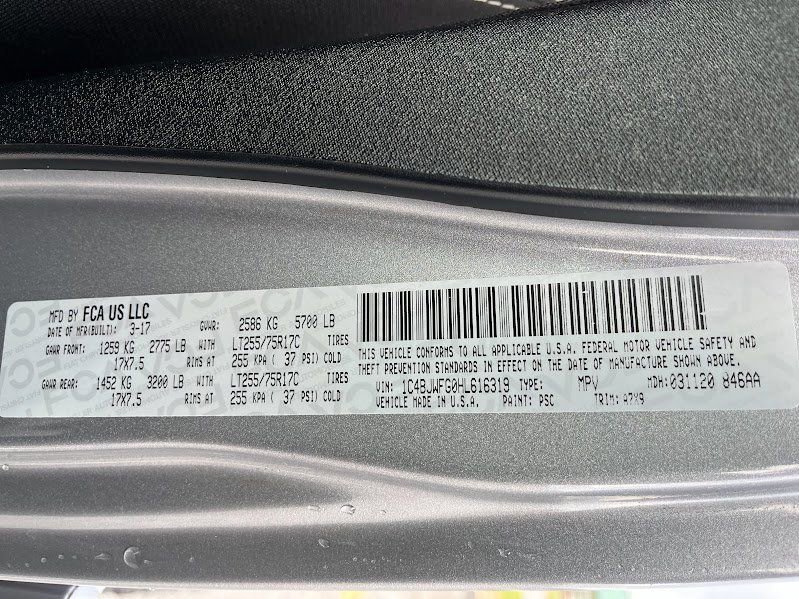 MFD BY FCA US LLC
DATE OF MFR(BUILT): 3-17 GVWR: 2586 KG 5700 LB
GAWR FRONT: 1259 KG 2775 LB WITH LT255/75R17C TIRES
17X7.5 RIMS AT 255 KPA ( 37 PSI) COLD
GAWR REAR: 1452 KG 3200 LB WITH LT255/75R17C TIRES
17X7.5 RIMS AT 255 KPA ( 37 PSI) COLD
THIS VEHICLE CONFORMS TO ALL APPLICABLE U.S.A. FEDERAL MOTOR VEHICLE SAFETY AND
THEFT PREVENTION STANDARDS IN EFFECT ON THE DATE OF MANUFACTURE SHOWN ABOVE.
VIN: 1C4BJWFG0HL616319 TYPE: MPV MDH: 031120 846AA
VEHICLE MADE IN U.S.A. PAINT: PSC TRIM: A7X9